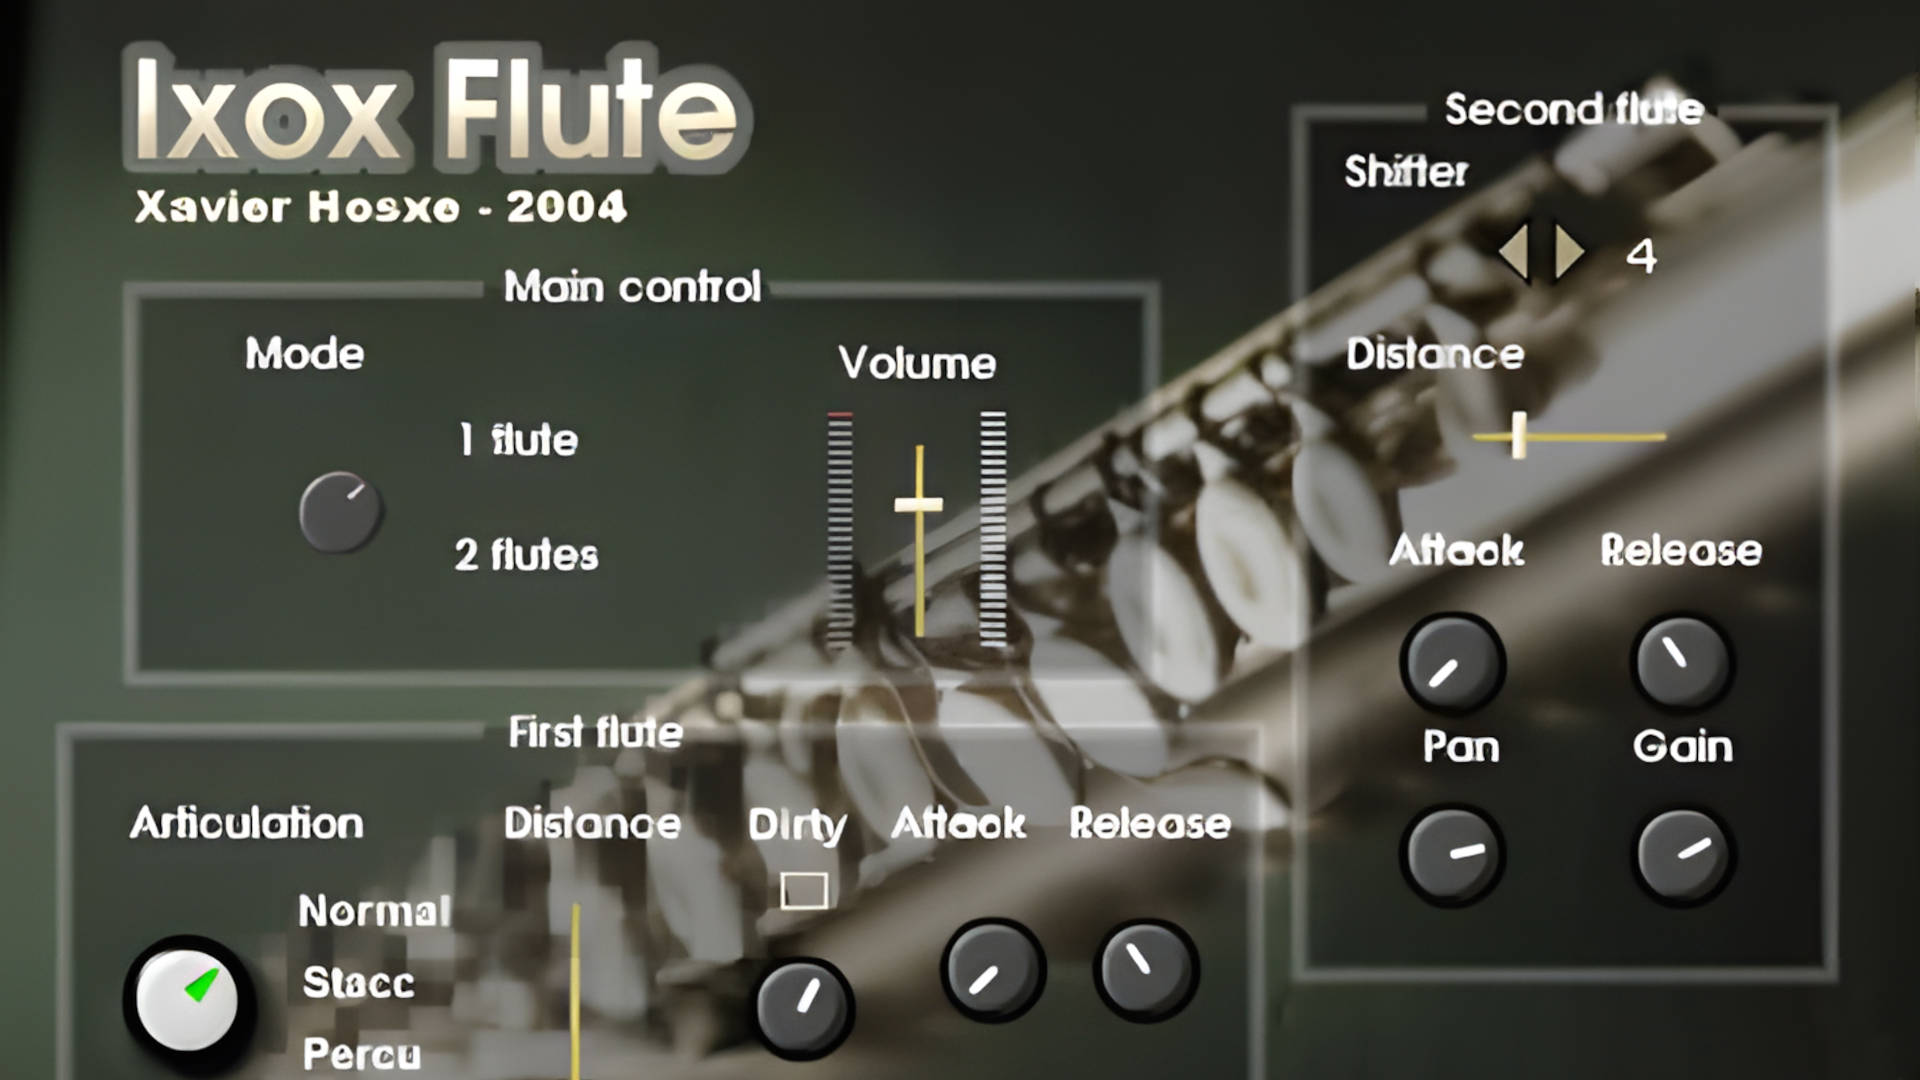 Ixox Flute
Xavier Hosxe - 2004
Main control
Mode
1 flute
2 flutes
Volume
Second flute
Shifter
4
Distance
Attack Release
Pan Gain
First flute
Articulation Distance Dirty Attack Release
Normal
Stacc
Percu